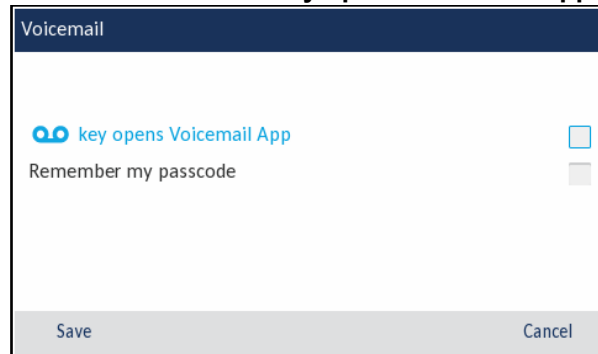 Voicemail
key opens Voicemail App
Remember my passcode
Save
Cancel